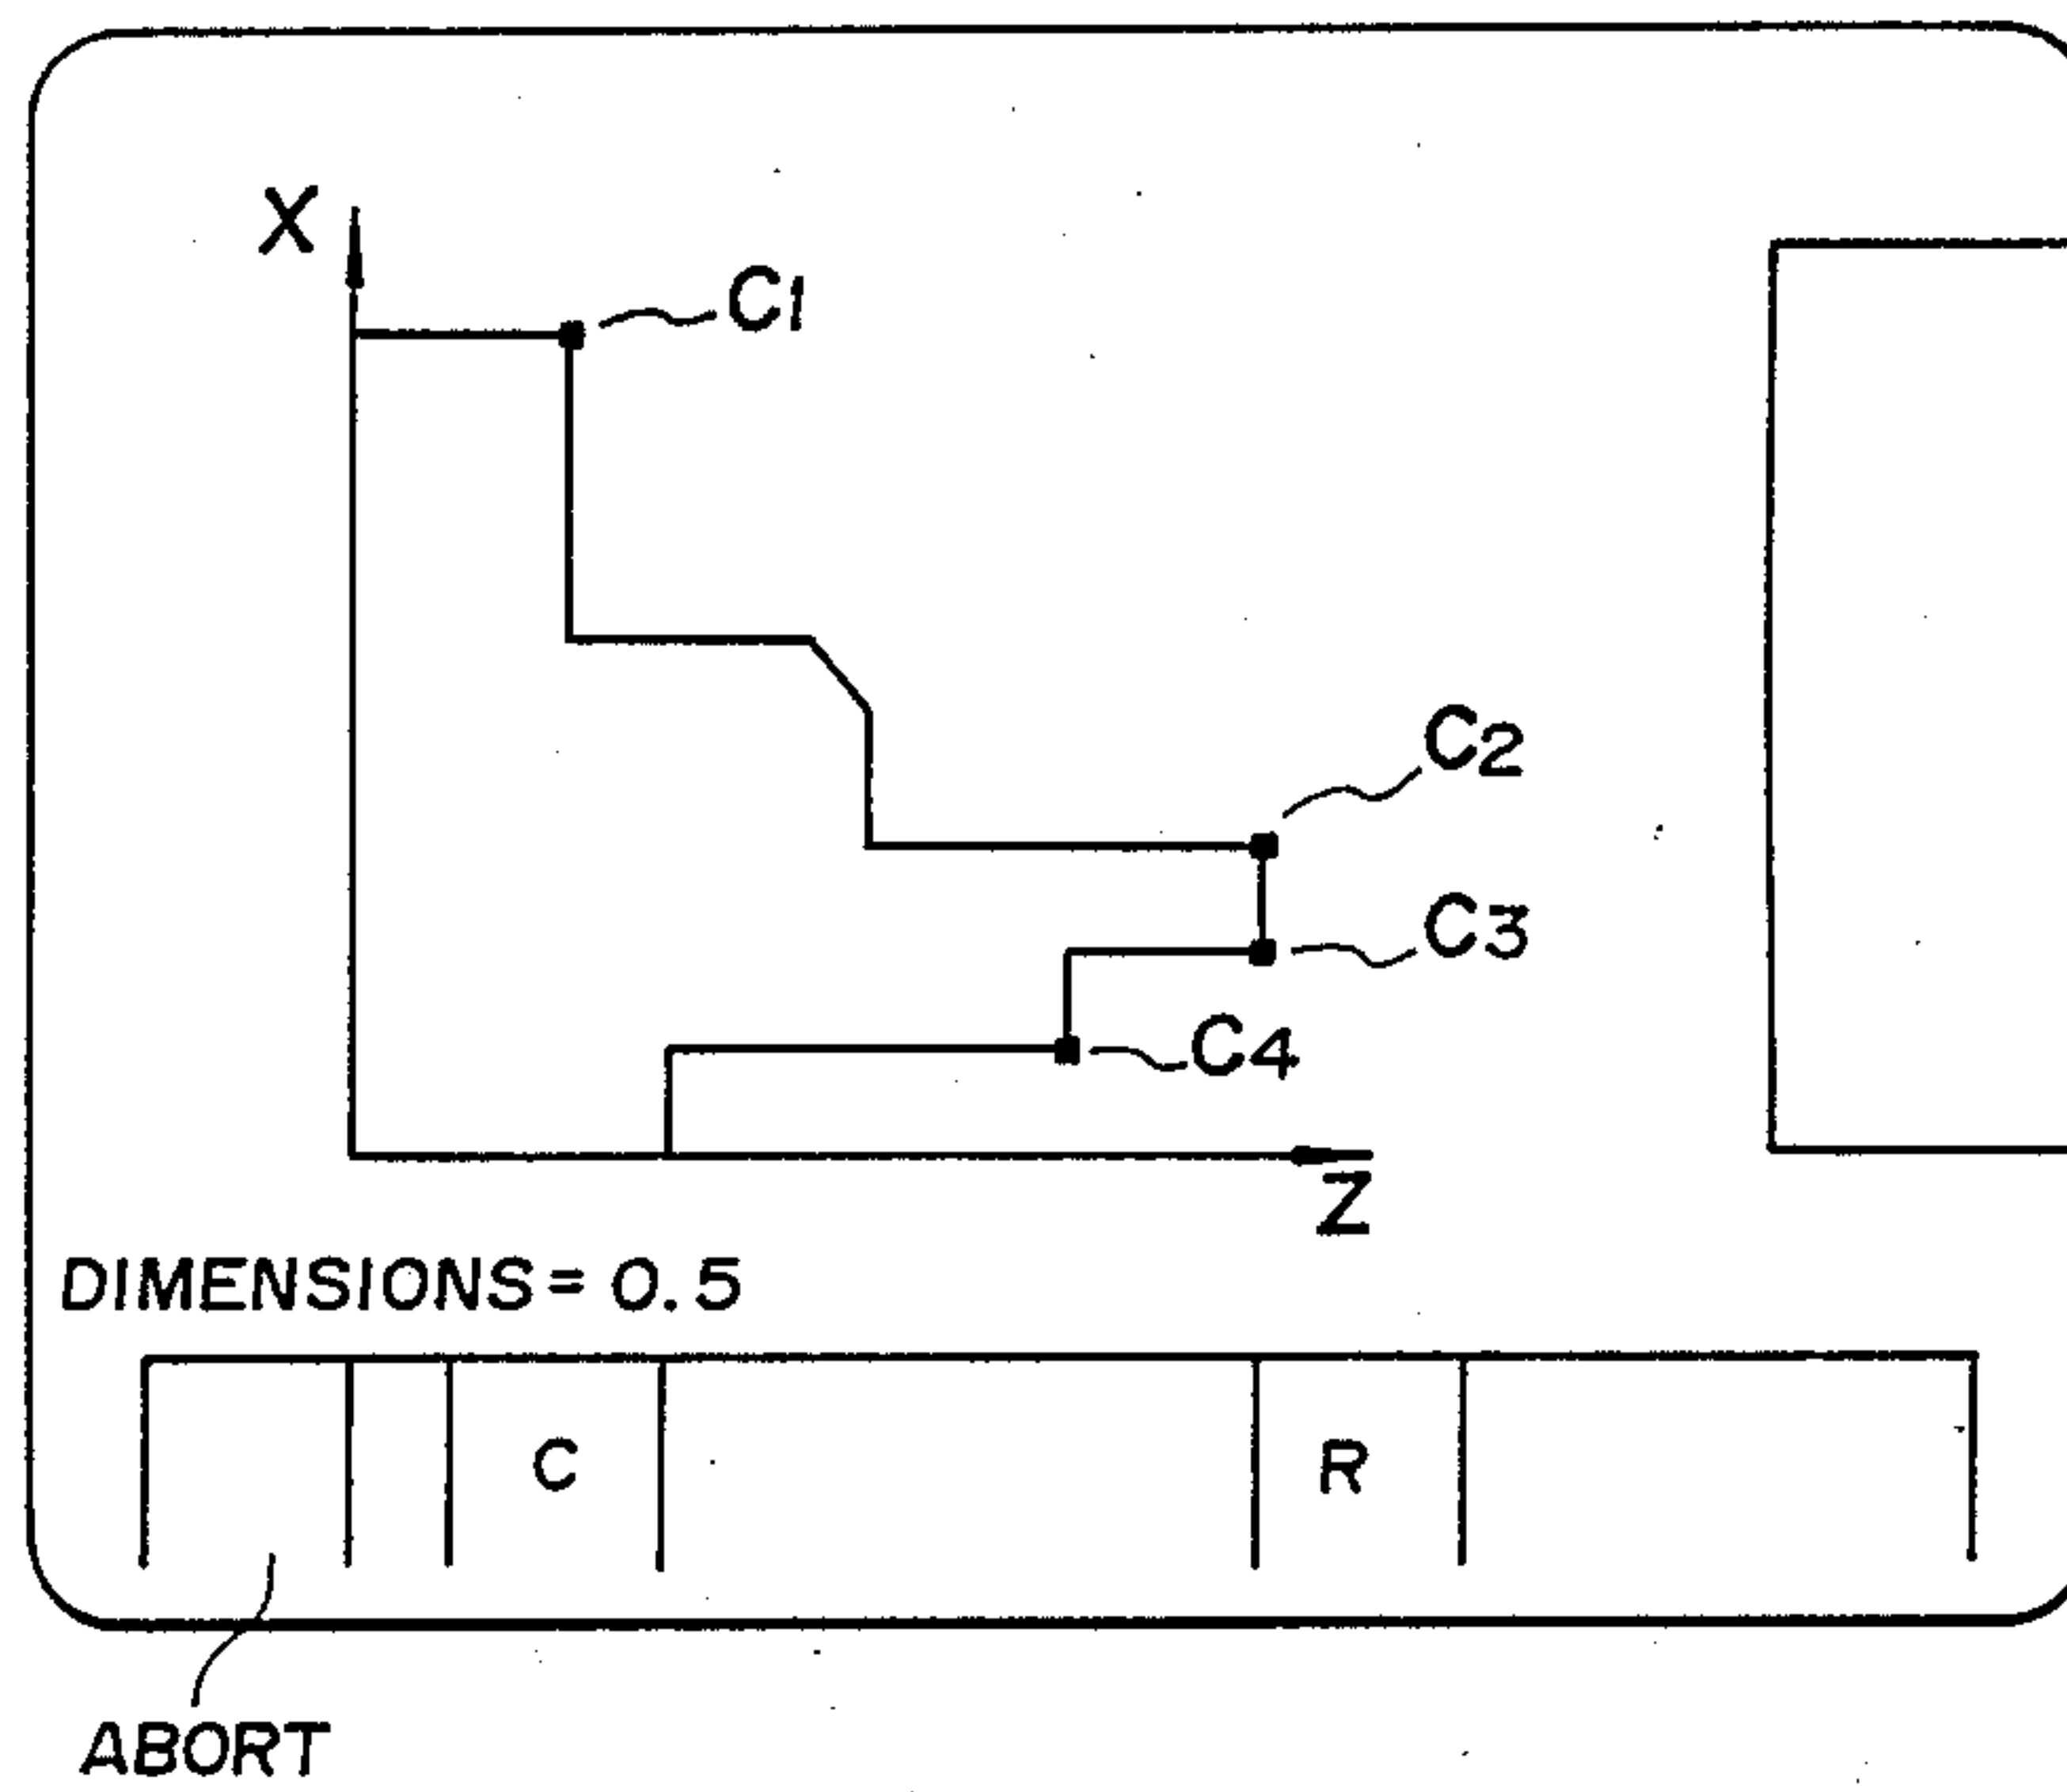 X
C1
C2
C3
C4
Z
DIMENSIONS = 0.5
C
R
ABORT